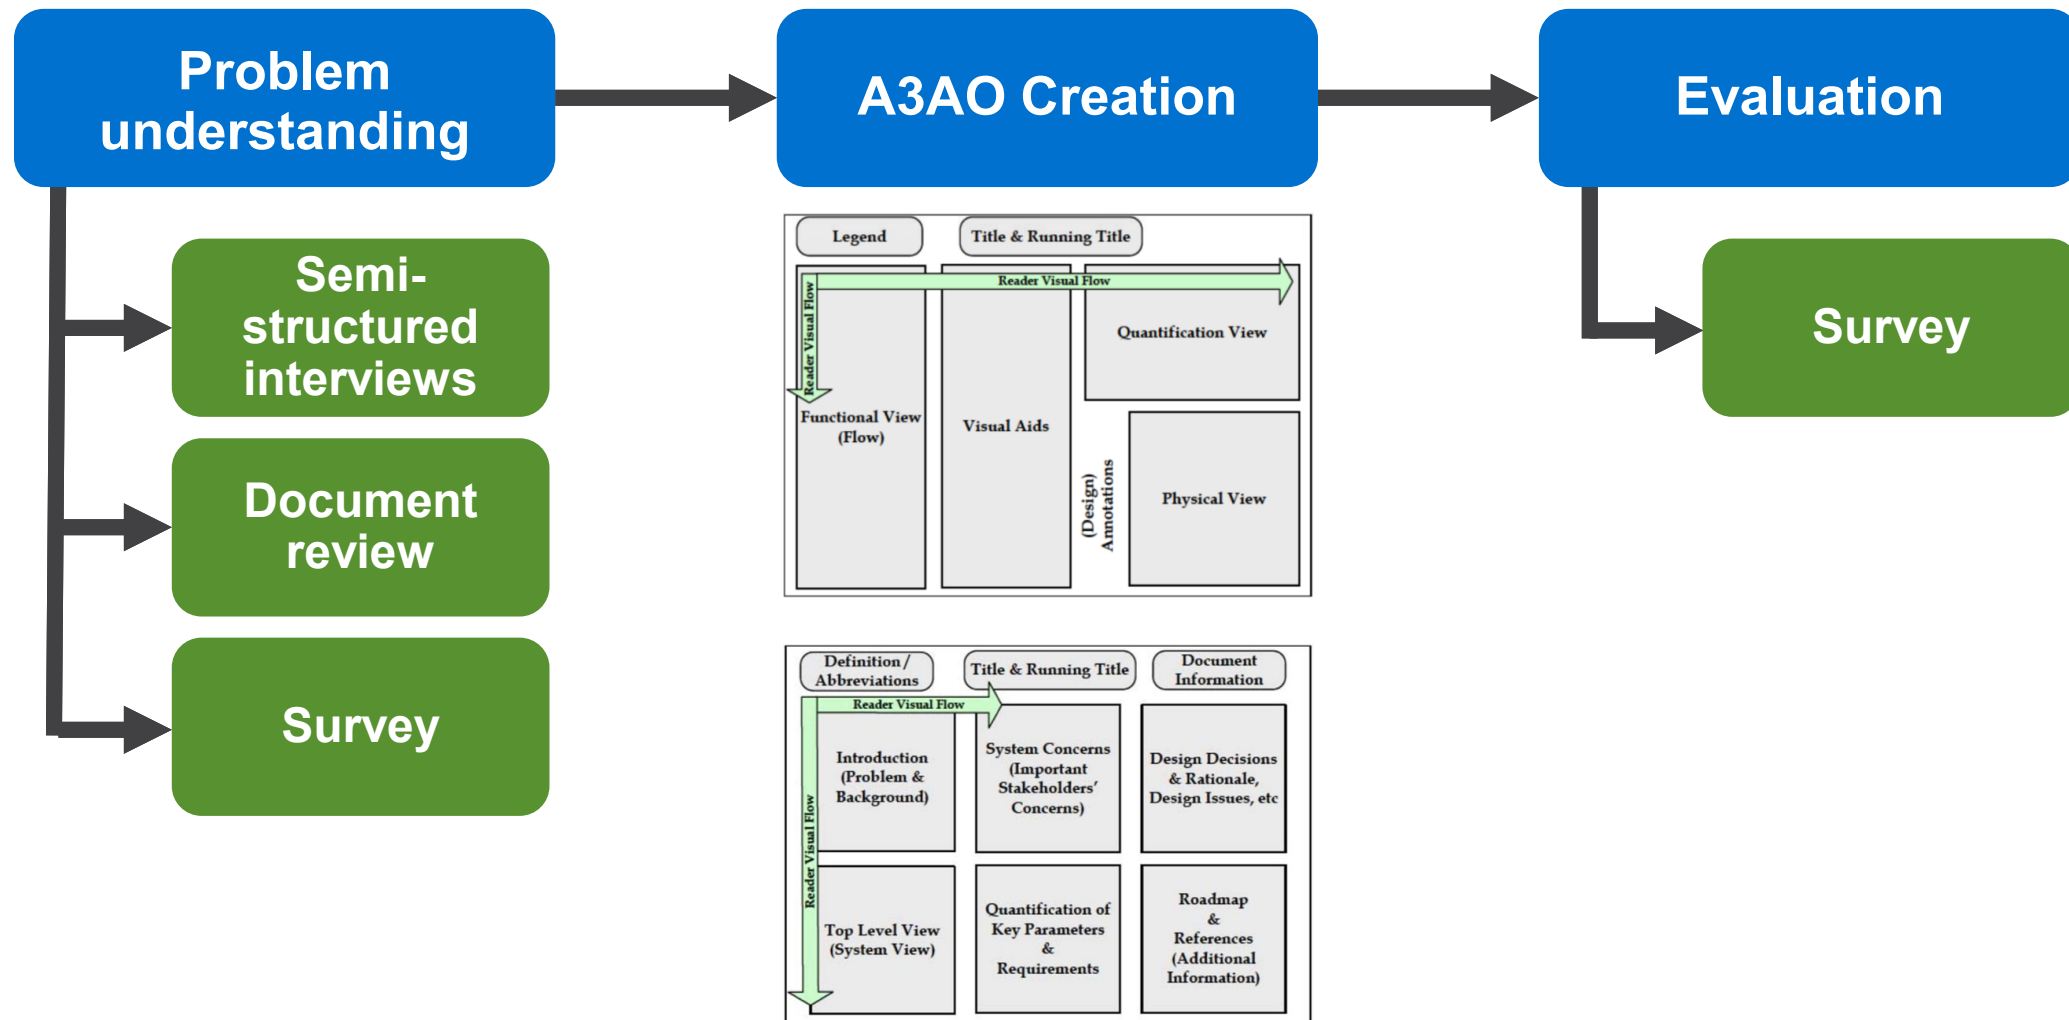 Problem
understanding
A3AO Creation
Evaluation
Semi-
structured
interviews
Document
review
Survey
Legend
Title & Running Title
Reader Visual Flow
Reader Visual Flow
Functional View
(Flow)
Visual Aids
Quantification View
(Design)
Annotations
Physical View
Definition /
Abbreviations
Title & Running Title
Document
Information
Reader Visual Flow
Reader Visual Flow
Introduction
(Problem &
Background)
System Concerns
(Important
Stakeholders'
Concerns)
Design Decisions
& Rationale,
Design Issues, etc
Top Level View
(System View)
Quantification of
Key Parameters
&
Requirements
Roadmap
&
References
(Additional
Information)
Survey